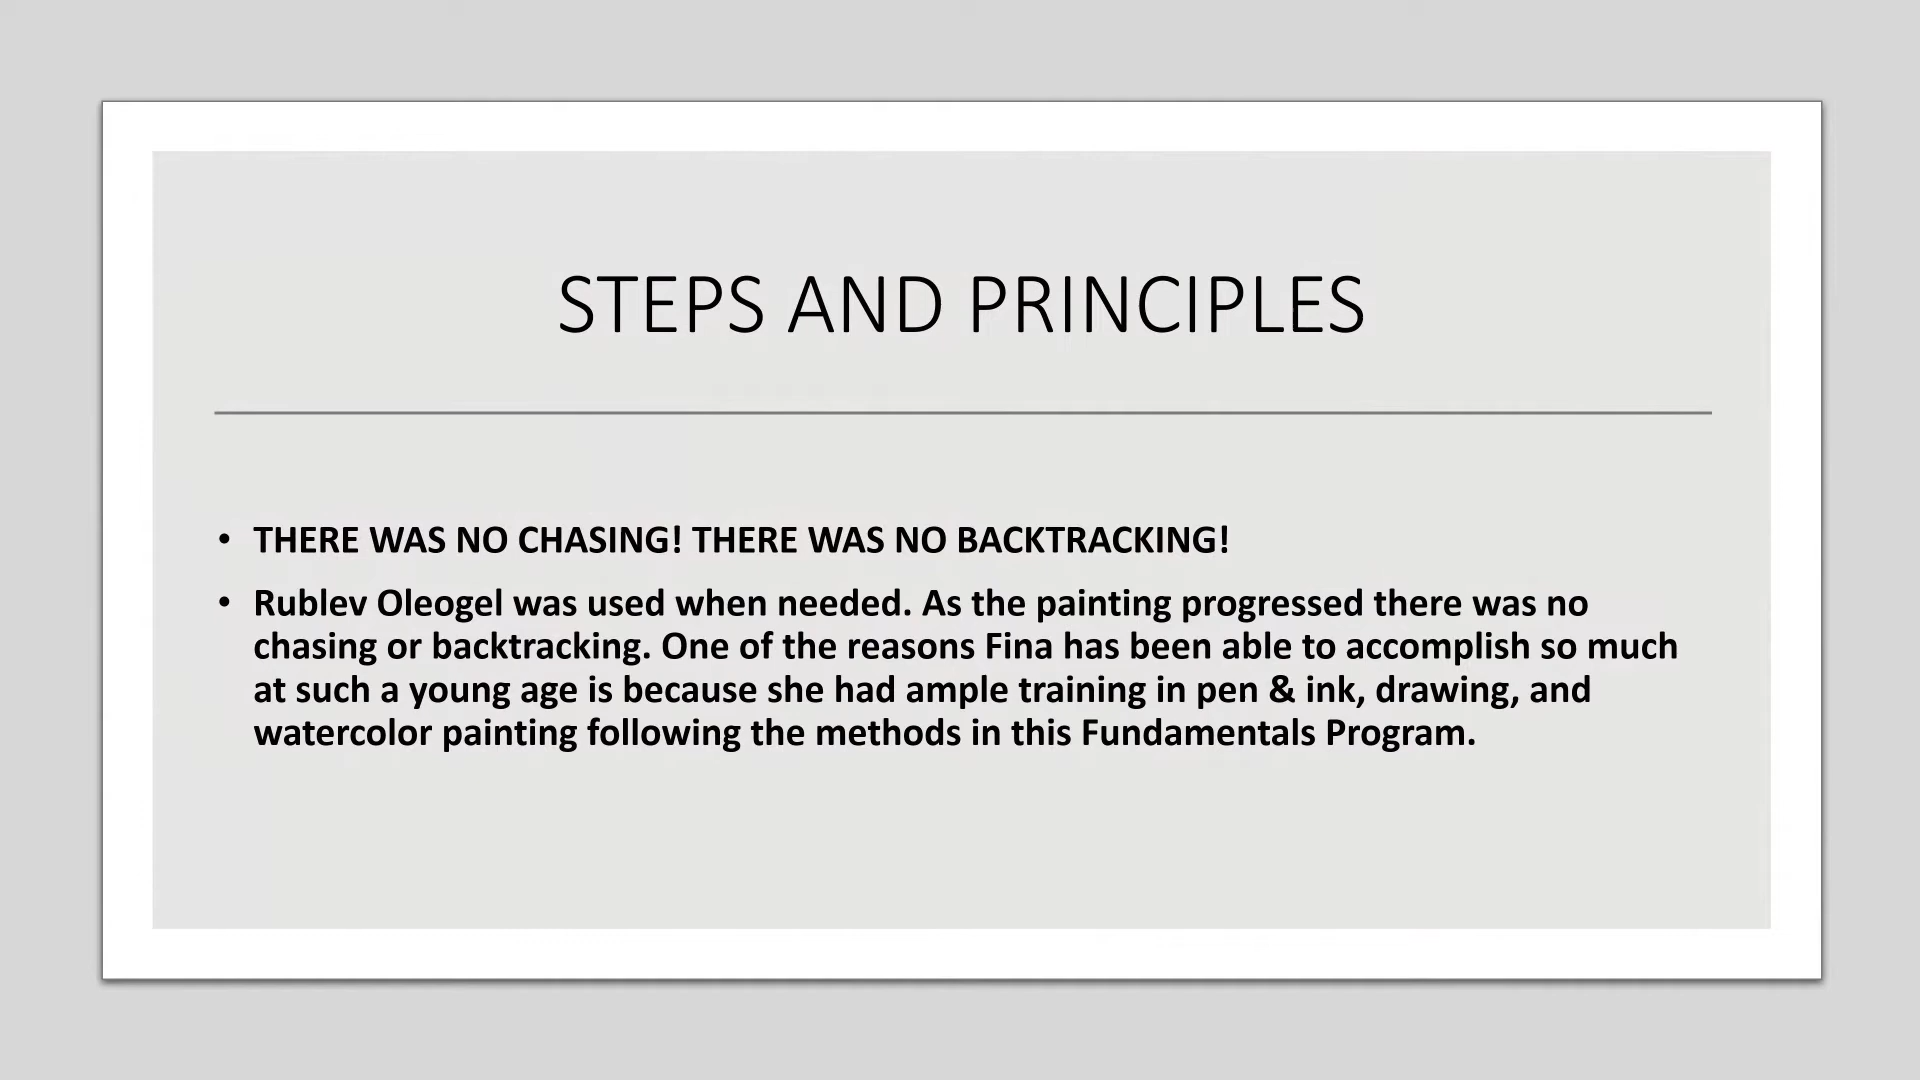 STEPS AND PRINCIPLES
• THERE WAS NO CHASING! THERE WAS NO BACKTRACKING!
• Rublev Oleogel was used when needed. As the painting progressed there was no
chasing or backtracking. One of the reasons Fina has been able to accomplish so much
at such a young age is because she had ample training in pen & ink, drawing, and
watercolor painting following the methods in this Fundamentals Program.